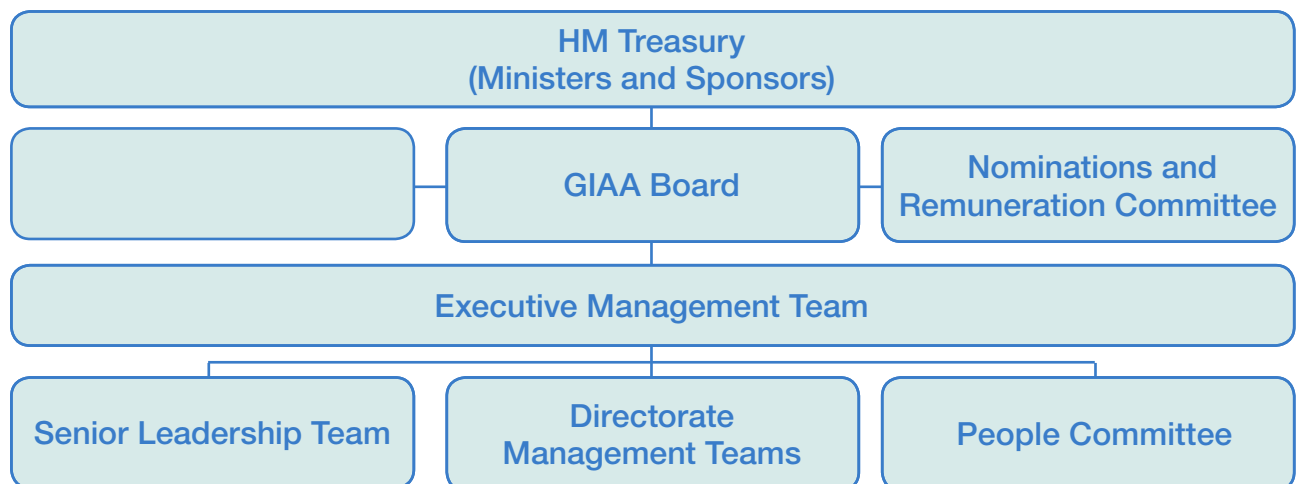 HM Treasury
(Ministers and Sponsors)
GIAA Board
Nominations and
Remuneration Committee
Executive Management Team
Senior Leadership Team
Directorate
Management Teams
People Committee